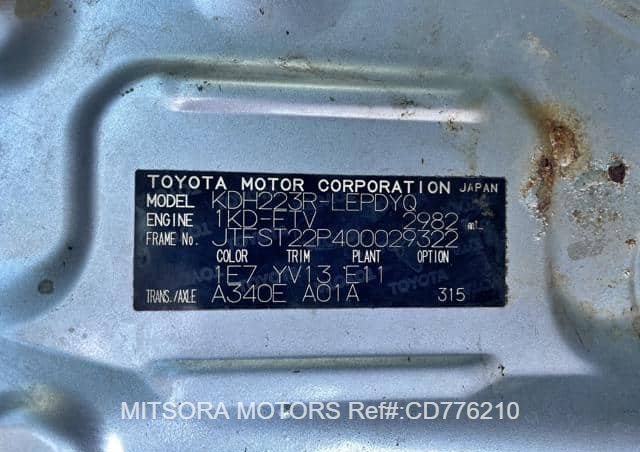 TOYOTA MOTOR CORPORATION JAPAN
MODEL KDH223R-LEPDYQ
ENGINE 1KD-FTV 2982 mL
FRAME No. JTFST22P400029322
COLOR TRIM PLANT OPTION
1E7 YV13 E11
TRANS./AXLE A340E A01A 315
MITSORA MOTORS Ref#:CD776210